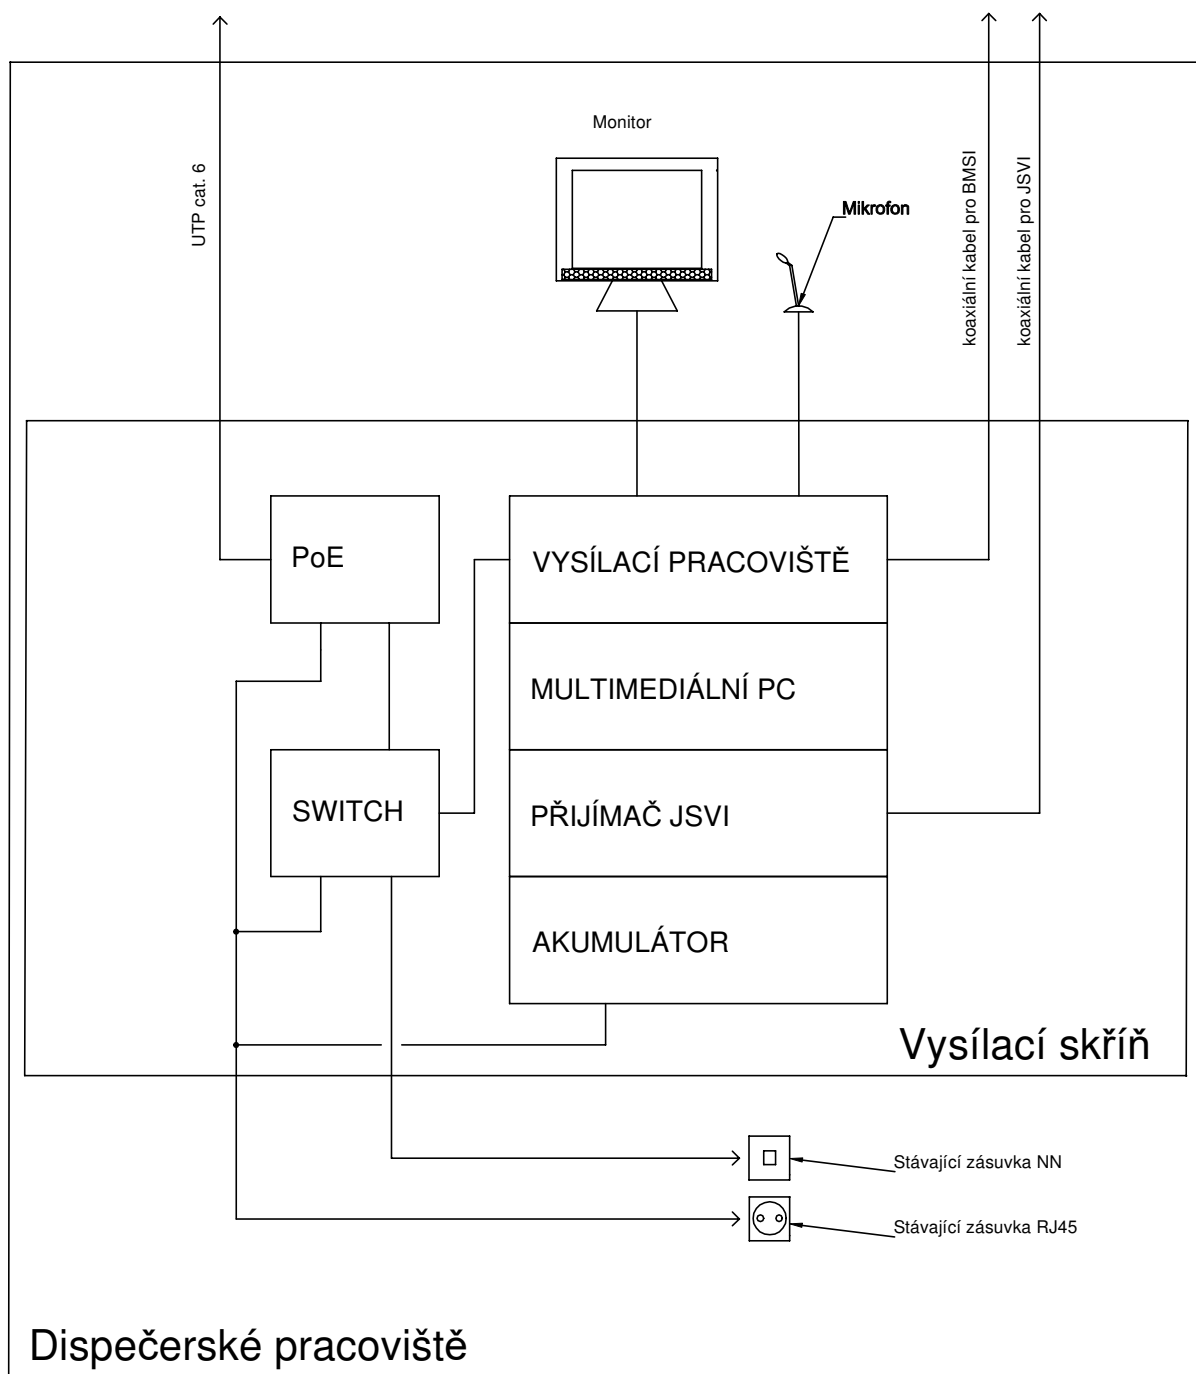 Monitor
UTP cat. 6
Mikrofon
koaxiální kabel pro BMSI
koaxiální kabel pro JSVI
PoE
VYSÍLACÍ PRACOVIŠTĚ
MULTIMEDIÁLNÍ PC
SWITCH
PŘIJÍMAČ JSVI
AKUMULÁTOR
Vysílací skříň
Stávající zásuvka NN
Stávající zásuvka RJ45
Dispečerské pracoviště